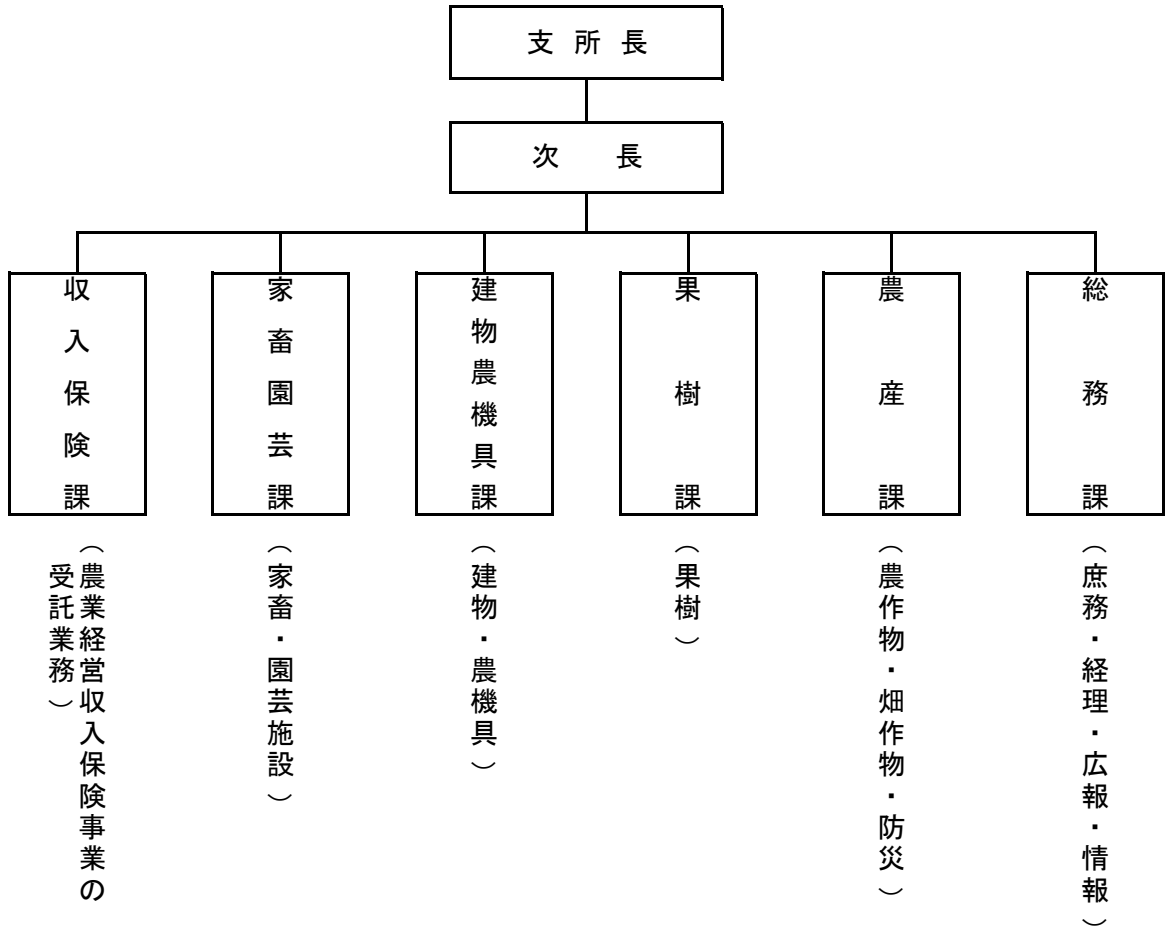 支所長
次長
総務課
(庶務・経理・広報・情報)
農産課
(農作物・畑作物・防災)
果樹課
(果樹)
建物農機具課
(建物・農機具)
家畜園芸課
(家畜・園芸施設)
収入保険課
(農業経営収入保険事業の
受託業務)